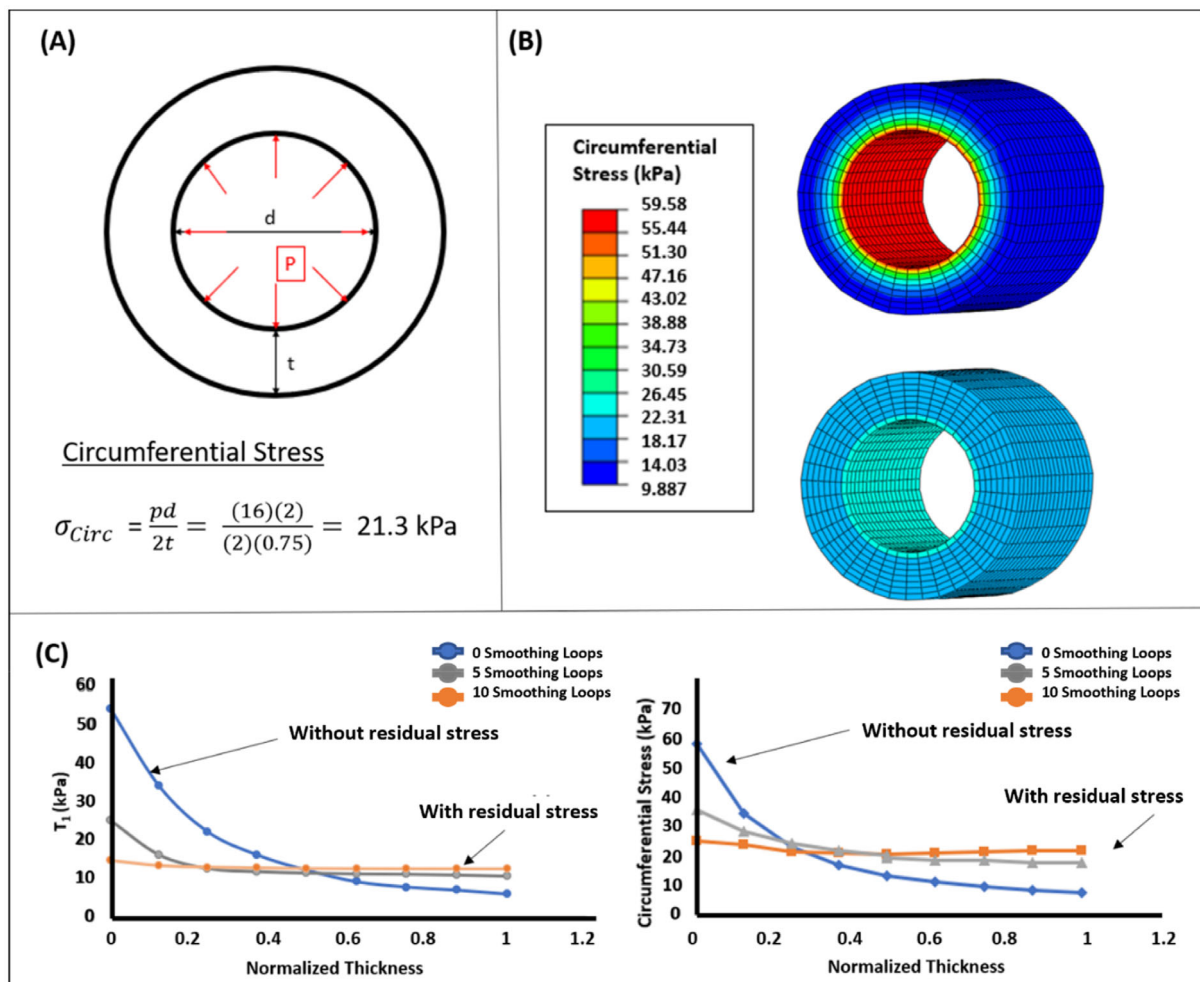 (A)
d
P
t
Circumferential Stress
σ_Circ = pd/2t = (16)(2)/(2)(0.75) = 21.3 kPa
(B)
Circumferential
Stress (kPa)
59.58
55.44
51.30
47.16
43.02
38.88
34.73
30.59
26.45
22.31
18.17
14.03
9.887
(C)
0 Smoothing Loops
5 Smoothing Loops
10 Smoothing Loops
Without residual stress
With residual stress
T₁ (kPa)
60
50
40
30
20
10
0
0 0.2 0.4 0.6 0.8 1 1.2
Normalized Thickness
0 Smoothing Loops
5 Smoothing Loops
10 Smoothing Loops
Without residual stress
With residual stress
Circumferential Stress (kPa)
70
60
50
40
30
20
10
0
0 0.2 0.4 0.6 0.8 1 1.2
Normalized Thickness